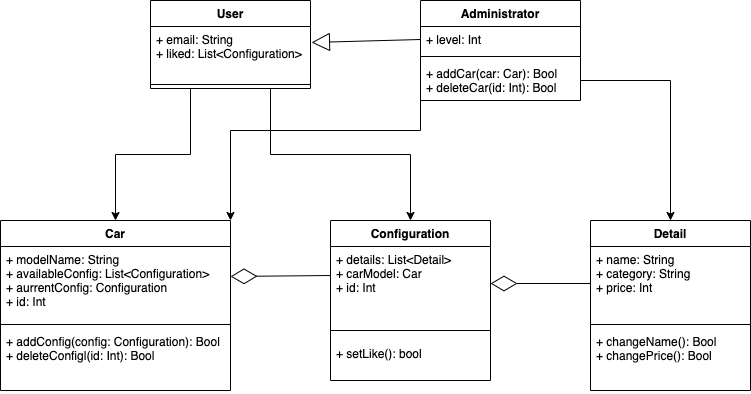 User
+ email: String
+ liked: List<Configuration>
Administrator
+ level: Int
+ addCar(car: Car): Bool
+ deleteCar(id: Int): Bool
Car
+ modelName: String
+ availableConfig: List<Configuration>
+ aurrentConfig: Configuration
+ id: Int
+ addConfig(config: Configuration): Bool
+ deleteConfigl(id: Int): Bool
Configuration
+ details: List<Detail>
+ carModel: Car
+ id: Int
+ setLike(): bool
Detail
+ name: String
+ category: String
+ price: Int
+ changeName(): Bool
+ changePrice(): Bool